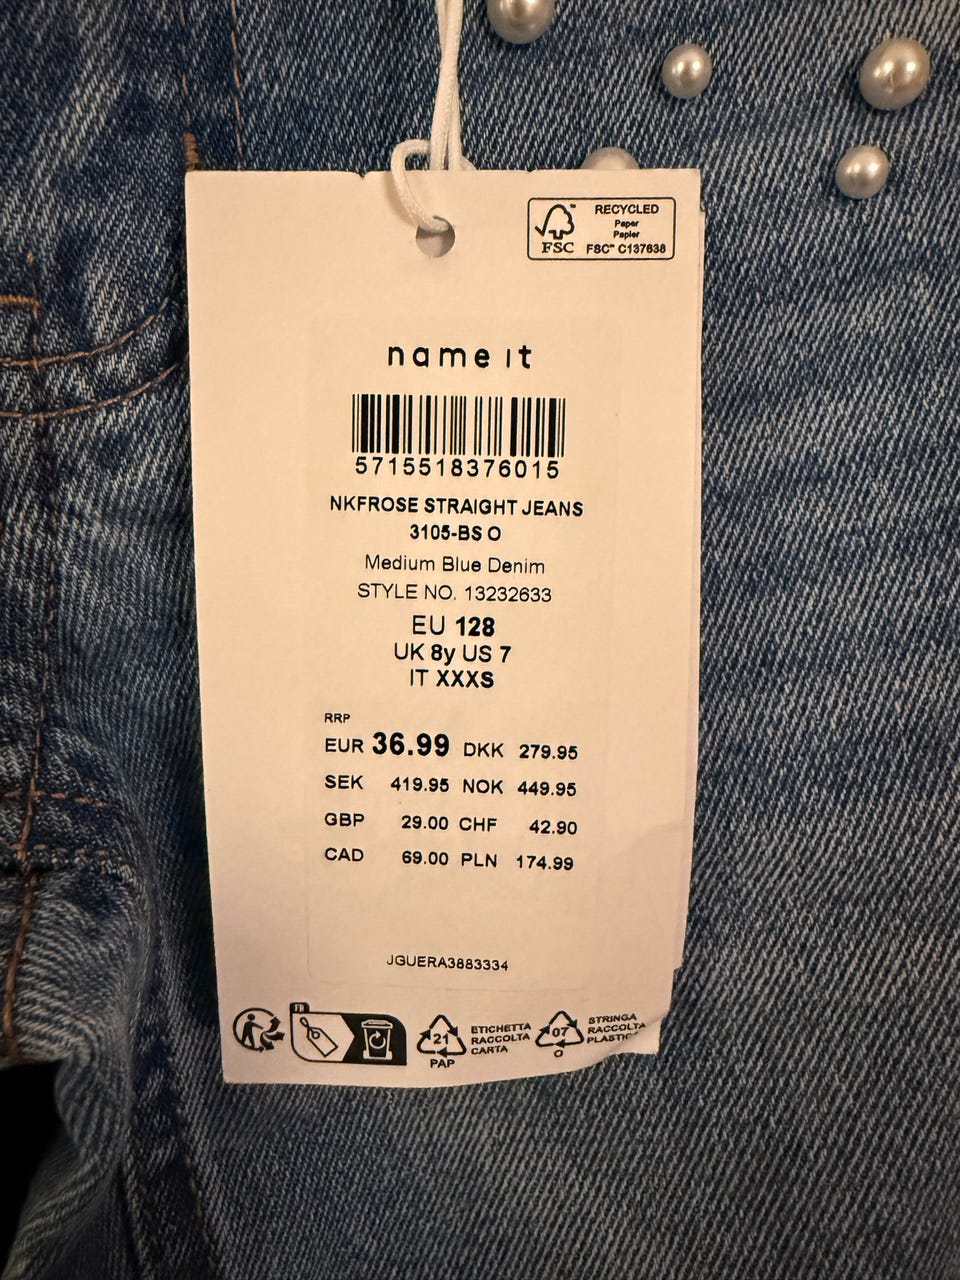 RECYCLED
Paper
Papier
FSC™ C137638
FSC
name it
5715518376015
NKFROSE STRAIGHT JEANS
3105-BS O
Medium Blue Denim
STYLE NO. 13232633
EU 128
UK 8y US 7
IT XXXS
RRP
EUR 36.99 DKK 279.95
SEK 419.95 NOK 449.95
GBP 29.00 CHF 42.90
CAD 69.00 PLN 174.99
JGUERA3883334
FR
21
PAP
ETICHETTA
RACCOLTA
CARTA
07
O
STRINGA
RACCOLTA
PLASTICA